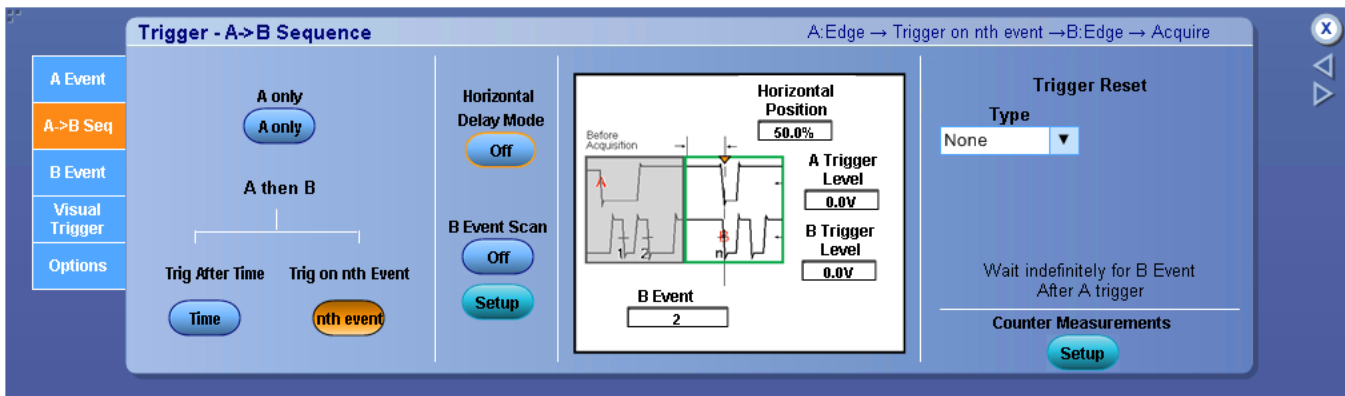 Trigger - A->B Sequence
A:Edge → Trigger on nth event →B:Edge → Acquire
X
A Event
A->B Seq
B Event
Visual
Trigger
Options
A only
A only
A then B
Trig After Time
Trig on nth Event
Time
nth event
Horizontal
Delay Mode
Off
B Event Scan
Off
Setup
Before
Acquisition
A
1
2
B
n
Horizontal
Position
50.0%
A Trigger
Level
0.0V
B Trigger
Level
0.0V
B Event
2
Trigger Reset
Type
None
Wait indefinitely for B Event
After A trigger
Counter Measurements
Setup